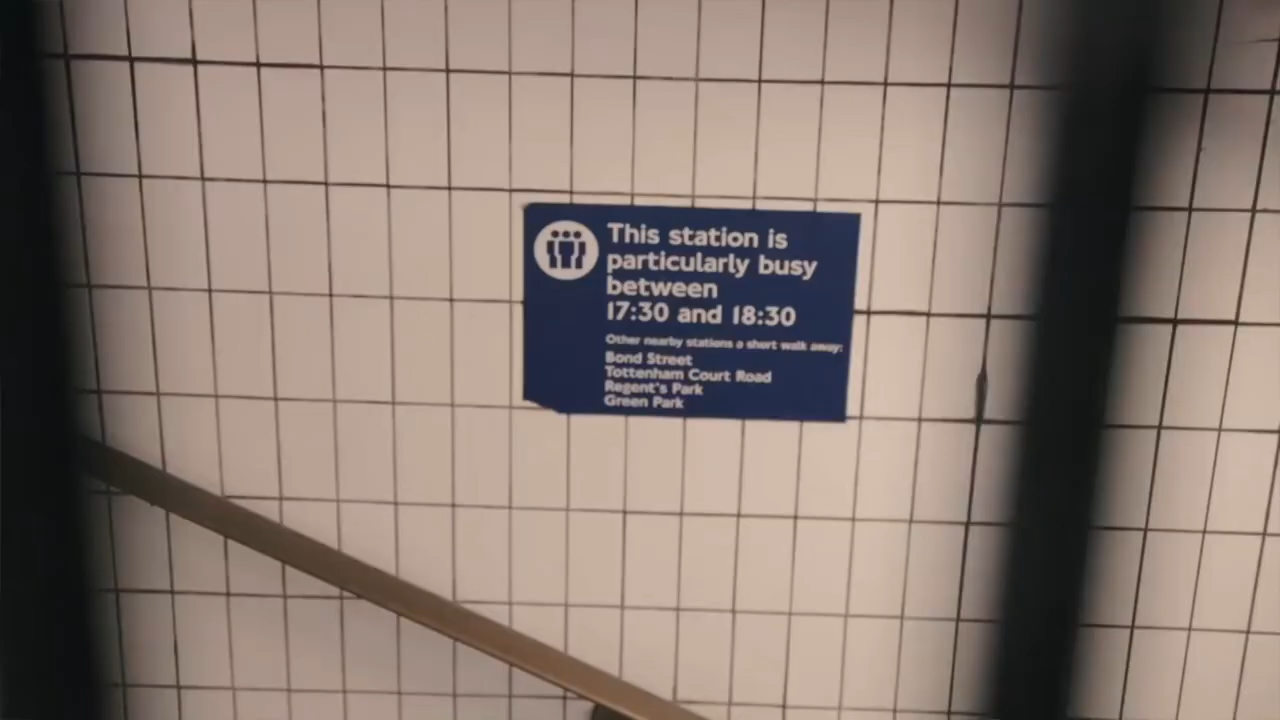 This station is
particularly busy
between
17:30 and 18:30
Other nearby stations a short walk away:
Bond Street
Tottenham Court Road
Regent's Park
Green Park